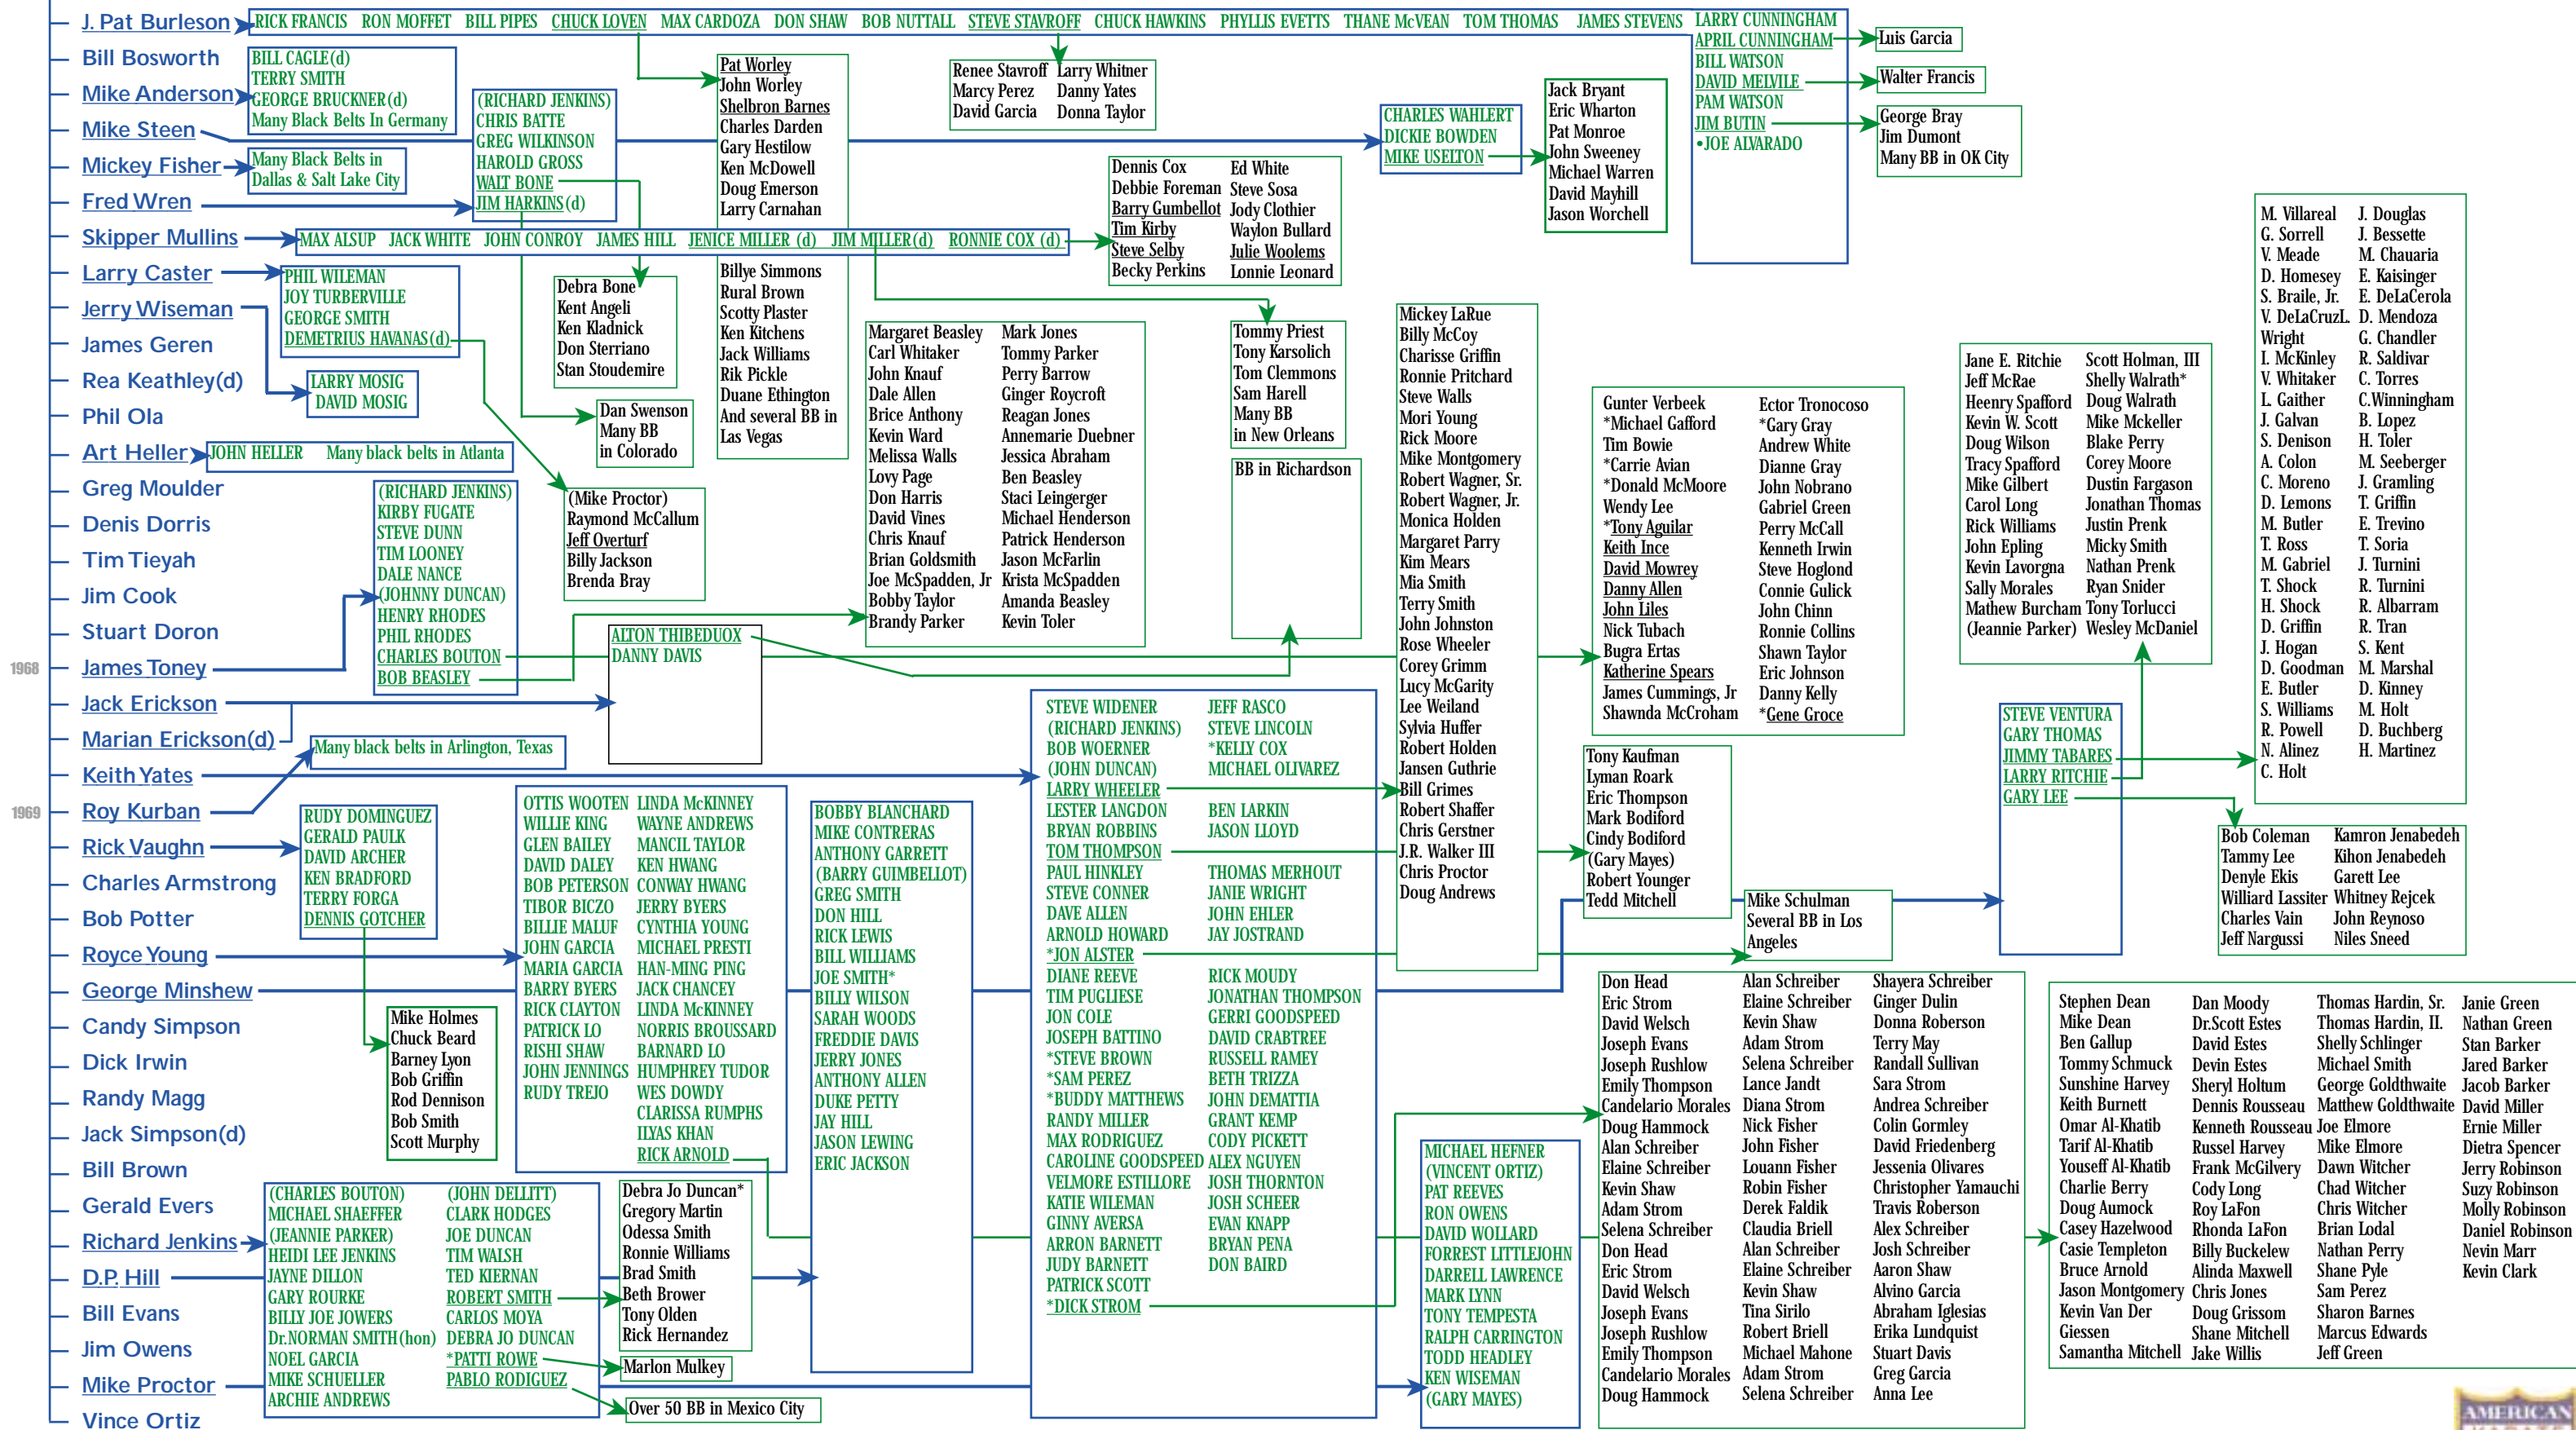 J. Pat Burleson
Bill Bosworth
Mike Anderson
Mike Steen
Mickey Fisher
Fred Wren
Skipper Mullins
Larry Caster
Jerry Wiseman
James Geren
Rea Keathley(d)
Phil Ola
Art Heller
Greg Moulder
Denis Dorris
Tim Tieyah
Jim Cook
Stuart Doron
1968
James Toney
Jack Erickson
Marian Erickson(d)
Keith Yates
1969
Roy Kurban
Rick Vaughn
Charles Armstrong
Bob Potter
Royce Young
George Minshew
Candy Simpson
Dick Irwin
Randy Magg
Jack Simpson(d)
Bill Brown
Gerald Evers
Richard Jenkins
D.P. Hill
Bill Evans
Jim Owens
Mike Proctor
Vince Ortiz
RICK FRANCIS RON MOFFET BILL PIPES CHUCK LOVEN MAX CARDOZA DON SHAW BOB NUTTALL STEVE STAVROFF CHUCK HAWKINS PHYLLIS EVETTS THANE McVEAN TOM THOMAS JAMES STEVENS LARRY CUNNINGHAM
APRIL CUNNINGHAM
BILL WATSON
DAVID MELVILE
PAM WATSON
JIM BUTIN
•JOE ALVARADO
Luis Garcia
Walter Francis
George Bray
Jim Dumont
Many BB in OK City
BILL CAGLE(d)
TERRY SMITH
GEORGE BRUCKNER(d)
Many Black Belts In Germany
Many Black Belts in
Dallas & Salt Lake City
(RICHARD JENKINS)
CHRIS BATTE
GREG WILKINSON
HAROLD GROSS
WALT BONE
JIM HARKINS(d)
Pat Worley
John Worley
Shelbron Barnes
Charles Darden
Gary Hestilow
Ken McDowell
Doug Emerson
Larry Carnahan
Billye Simmons
Rural Brown
Scotty Plaster
Ken Kitchens
Jack Williams
Rik Pickle
Duane Ethington
And several BB in
Las Vegas
Renee Stavroff Larry Whitner
Marcy Perez Danny Yates
David Garcia Donna Taylor
CHARLES WAHLERT
DICKIE BOWDEN
MIKE USELTON
Jack Bryant
Eric Wharton
Pat Monroe
John Sweeney
Michael Warren
David Mayhill
Jason Worchell
MAX ALSUP JACK WHITE JOHN CONROY JAMES HILL JENICE MILLER (d) JIM MILLER(d) RONNIE COX (d)
Dennis Cox Ed White
Debbie Foreman Steve Sosa
Barry Gumbellot Jody Clothier
Tim Kirby Waylon Bullard
Steve Selby Julie Woolems
Becky Perkins Lonnie Leonard
PHIL WILEMAN
JOY TURBERVILLE
GEORGE SMITH
DEMETRIUS HAVANAS(d)
LARRY MOSIG
DAVID MOSIG
Debra Bone
Kent Angeli
Ken Kladnick
Don Sterriano
Stan Stoudemire
Dan Swenson
Many BB
in Colorado
JOHN HELLER Many black belts in Atlanta
(Mike Proctor)
Raymond McCallum
Jeff Overturf
Billy Jackson
Brenda Bray
Margaret Beasley Mark Jones
Carl Whitaker Tommy Parker
John Knauf Perry Barrow
Dale Allen Ginger Roycroft
Brice Anthony Reagan Jones
Kevin Ward Annemarie Duebner
Melissa Walls Jessica Abraham
Lovy Page Ben Beasley
Don Harris Staci Leingerger
David Vines Michael Henderson
Chris Knauf Patrick Henderson
Brian Goldsmith Jason McFarlin
Joe McSpadden, Jr Krista McSpadden
Bobby Taylor Amanda Beasley
Brandy Parker Kevin Toler
Tommy Priest
Tony Karsolich
Tom Clemmons
Sam Harell
Many BB
in New Orleans
BB in Richardson
(RICHARD JENKINS)
KIRBY FUGATE
STEVE DUNN
TIM LOONEY
DALE NANCE
(JOHNNY DUNCAN)
HENRY RHODES
PHIL RHODES
CHARLES BOUTON
BOB BEASLEY
ALTON THIBEDUOX
DANNY DAVIS
Many black belts in Arlington, Texas
Mickey LaRue
Billy McCoy
Charisse Griffin
Ronnie Pritchard
Steve Walls
Mori Young
Rick Moore
Mike Montgomery
Robert Wagner, Sr.
Robert Wagner, Jr.
Monica Holden
Margaret Parry
Kim Mears
Mia Smith
Terry Smith
John Johnston
Rose Wheeler
Corey Grimm
Lucy McGarity
Lee Weiland
Sylvia Huffer
Robert Holden
Jansen Guthrie
Bill Grimes
Robert Shaffer
Chris Gerstner
J.R. Walker III
Chris Proctor
Doug Andrews
Gunter Verbeek Ector Tronocoso
*Michael Gafford *Gary Gray
Tim Bowie Andrew White
*Carrie Avian Dianne Gray
*Donald McMoore John Nobrano
Wendy Lee Gabriel Green
*Tony Aguilar Perry McCall
Keith Ince Kenneth Irwin
David Mowrey Steve Hoglond
Danny Allen Connie Gulick
John Liles John Chinn
Nick Tubach Ronnie Collins
Bugra Ertas Shawn Taylor
Katherine Spears Eric Johnson
James Cummings, Jr Danny Kelly
Shawnda McCroham *Gene Groce
Jane E. Ritchie Scott Holman, III
Jeff McRae Shelly Walrath*
Heenry Spafford Doug Walrath
Kevin W. Scott Mike Mckeller
Doug Wilson Blake Perry
Tracy Spafford Corey Moore
Mike Gilbert Dustin Fargason
Carol Long Jonathan Thomas
Rick Williams Justin Prenk
John Epling Micky Smith
Kevin Lavorgna Nathan Prenk
Sally Morales Ryan Snider
Mathew Burcham Tony Torlucci
(Jeannie Parker) Wesley McDaniel
M. Villareal J. Douglas
G. Sorrell J. Bessette
V. Meade M. Chauaria
D. Homesey E. Kaisinger
S. Braile, Jr. E. DeLaCerola
V. DeLaCruzL. D. Mendoza
Wright G. Chandler
I. McKinley R. Saldivar
V. Whitaker C. Torres
L. Gaither C.Winningham
J. Galvan B. Lopez
S. Denison H. Toler
A. Colon M. Seeberger
C. Moreno J. Gramling
D. Lemons T. Griffin
M. Butler E. Trevino
T. Ross T. Soria
M. Gabriel J. Turnini
T. Shock R. Turnini
H. Shock R. Albarram
D. Griffin R. Tran
J. Hogan S. Kent
D. Goodman M. Marshal
E. Butler D. Kinney
S. Williams M. Holt
R. Powell D. Buchberg
N. Alinez H. Martinez
C. Holt
STEVE VENTURA
GARY THOMAS
JIMMY TABARES
LARRY RITCHIE
GARY LEE
Bob Coleman Kamron Jenabedeh
Tammy Lee Kihon Jenabedeh
Denyle Ekis Garett Lee
Williard Lassiter Whitney Rejcek
Charles Vain John Reynoso
Jeff Nargussi Niles Sneed
RUDY DOMINGUEZ
GERALD PAULK
DAVID ARCHER
KEN BRADFORD
TERRY FORGA
DENNIS GOTCHER
Mike Holmes
Chuck Beard
Barney Lyon
Bob Griffin
Rod Dennison
Bob Smith
Scott Murphy
OTTIS WOOTEN LINDA McKINNEY
WILLIE KING WAYNE ANDREWS
GLEN BAILEY MANCIL TAYLOR
DAVID DALEY KEN HWANG
BOB PETERSON CONWAY HWANG
TIBOR BICZO JERRY BYERS
BILLIE MALUF CYNTHIA YOUNG
JOHN GARCIA MICHAEL PRESTI
MARIA GARCIA HAN-MING PING
BARRY BYERS JACK CHANCEY
RICK CLAYTON LINDA McKINNEY
PATRICK LO NORRIS BROUSSARD
RISHI SHAW BARNARD LO
JOHN JENNINGS HUMPHREY TUDOR
RUDY TREJO WES DOWDY
CLARISSA RUMPHS
ILYAS KHAN
RICK ARNOLD
BOBBY BLANCHARD
MIKE CONTRERAS
ANTHONY GARRETT
(BARRY GUIMBELLOT)
GREG SMITH
DON HILL
RICK LEWIS
BILL WILLIAMS
JOE SMITH*
BILLY WILSON
SARAH WOODS
FREDDIE DAVIS
JERRY JONES
ANTHONY ALLEN
DUKE PETTY
JAY HILL
JASON LEWING
ERIC JACKSON
STEVE WIDENER JEFF RASCO
(RICHARD JENKINS) STEVE LINCOLN
BOB WOERNER *KELLY COX
(JOHN DUNCAN) MICHAEL OLIVAREZ
LARRY WHEELER
LESTER LANGDON BEN LARKIN
BRYAN ROBBINS JASON LLOYD
TOM THOMPSON
PAUL HINKLEY THOMAS MERHOUT
STEVE CONNER JANIE WRIGHT
DAVE ALLEN JOHN EHLER
ARNOLD HOWARD JAY JOSTRAND
*JON ALSTER
DIANE REEVE RICK MOUDY
TIM PUGLIESE JONATHAN THOMPSON
JON COLE GERRI GOODSPEED
JOSEPH BATTINO DAVID CRABTREE
*STEVE BROWN RUSSELL RAMEY
*SAM PEREZ BETH TRIZZA
*BUDDY MATTHEWS JOHN DEMATTIA
RANDY MILLER GRANT KEMP
MAX RODRIGUEZ CODY PICKETT
CAROLINE GOODSPEED ALEX NGUYEN
VELMORE ESTILLORE JOSH THORNTON
KATIE WILEMAN JOSH SCHEER
GINNY AVERSA EVAN KNAPP
ARRON BARNETT BRYAN PENA
JUDY BARNETT DON BAIRD
PATRICK SCOTT
*DICK STROM
Tony Kaufman
Lyman Roark
Eric Thompson
Mark Bodiford
Cindy Bodiford
(Gary Mayes)
Robert Younger
Tedd Mitchell
Mike Schulman
Several BB in Los
Angeles
(CHARLES BOUTON) (JOHN DELLITT)
MICHAEL SHAEFFER CLARK HODGES
(JEANNIE PARKER) JOE DUNCAN
HEIDI LEE JENKINS TIM WALSH
JAYNE DILLON TED KIERNAN
GARY ROURKE ROBERT SMITH
BILLY JOE JOWERS CARLOS MOYA
Dr.NORMAN SMITH(hon) DEBRA JO DUNCAN
NOEL GARCIA *PATTI ROWE
MIKE SCHUELLER PABLO RODIGUEZ
ARCHIE ANDREWS
Debra Jo Duncan*
Gregory Martin
Odessa Smith
Ronnie Williams
Brad Smith
Beth Brower
Tony Olden
Rick Hernandez
Marlon Mulkey
Over 50 BB in Mexico City
MICHAEL HEFNER
(VINCENT ORTIZ)
PAT REEVES
RON OWENS
DAVID WOLLARD
FORREST LITTLEJOHN
DARRELL LAWRENCE
MARK LYNN
TONY TEMPESTA
RALPH CARRINGTON
TODD HEADLEY
KEN WISEMAN
(GARY MAYES)
Don Head Alan Schreiber Shayera Schreiber
Eric Strom Elaine Schreiber Ginger Dulin
David Welsch Kevin Shaw Donna Roberson
Joseph Evans Adam Strom Terry May
Joseph Rushlow Selena Schreiber Randall Sullivan
Emily Thompson Lance Jandt Sara Strom
Candelario Morales Diana Strom Andrea Schreiber
Doug Hammock Nick Fisher Colin Gormley
Alan Schreiber John Fisher David Friedenberg
Elaine Schreiber Louann Fisher Jessenia Olivares
Kevin Shaw Robin Fisher Christopher Yamauchi
Adam Strom Derek Faldik Travis Roberson
Selena Schreiber Claudia Briell Alex Schreiber
Don Head Alan Schreiber Josh Schreiber
Eric Strom Elaine Schreiber Aaron Shaw
David Welsch Kevin Shaw Alvino Garcia
Joseph Evans Tina Sirilo Abraham Iglesias
Joseph Rushlow Robert Briell Erika Lundquist
Emily Thompson Michael Mahone Stuart Davis
Candelario Morales Adam Strom Greg Garcia
Doug Hammock Selena Schreiber Anna Lee
Stephen Dean Dan Moody Thomas Hardin, Sr. Janie Green
Mike Dean Dr.Scott Estes Thomas Hardin, II. Nathan Green
Ben Gallup David Estes Shelly Schlinger Stan Barker
Tommy Schmuck Devin Estes Michael Smith Jared Barker
Sunshine Harvey Sheryl Holtum George Goldthwaite Jacob Barker
Keith Burnett Dennis Rousseau Matthew Goldthwaite David Miller
Omar Al-Khatib Kenneth Rousseau Joe Elmore Ernie Miller
Tarif Al-Khatib Russel Harvey Mike Elmore Dietra Spencer
Youseff Al-Khatib Frank McGilvery Dawn Witcher Jerry Robinson
Charlie Berry Cody Long Chad Witcher Suzy Robinson
Doug Aumock Roy LaFon Chris Witcher Molly Robinson
Casey Hazelwood Rhonda LaFon Brian Lodal Daniel Robinson
Casie Templeton Billy Buckelew Nathan Perry Nevin Marr
Bruce Arnold Alinda Maxwell Shane Pyle Kevin Clark
Jason Montgomery Chris Jones Sam Perez
Kevin Van Der Doug Grissom Sharon Barnes
Giessen Shane Mitchell Marcus Edwards
Samantha Mitchell Jake Willis Jeff Green
AMERICAN